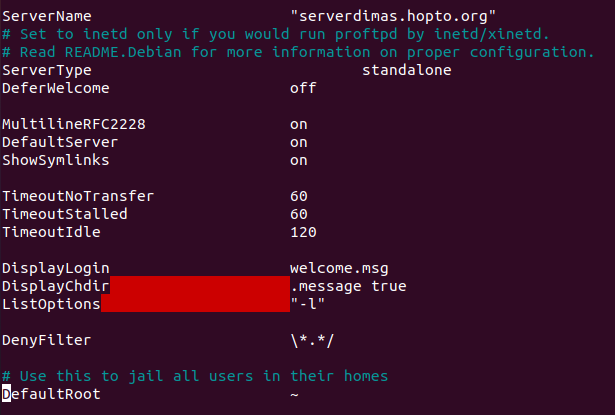 ServerName "serverdimas.hopto.org"
# Set to inetd only if you would run proftpd by inetd/xinetd.
# Read README.Debian for more information on proper configuration.
ServerType standalone
DeferWelcome off
MultilineRFC2228 on
DefaultServer on
ShowSymlinks on
TimeoutNoTransfer 60
TimeoutStalled 60
TimeoutIdle 120
DisplayLogin welcome.msg
DisplayChdir .message true
ListOptions "-l"
DenyFilter \*.*/
# Use this to jail all users in their homes
DefaultRoot ~